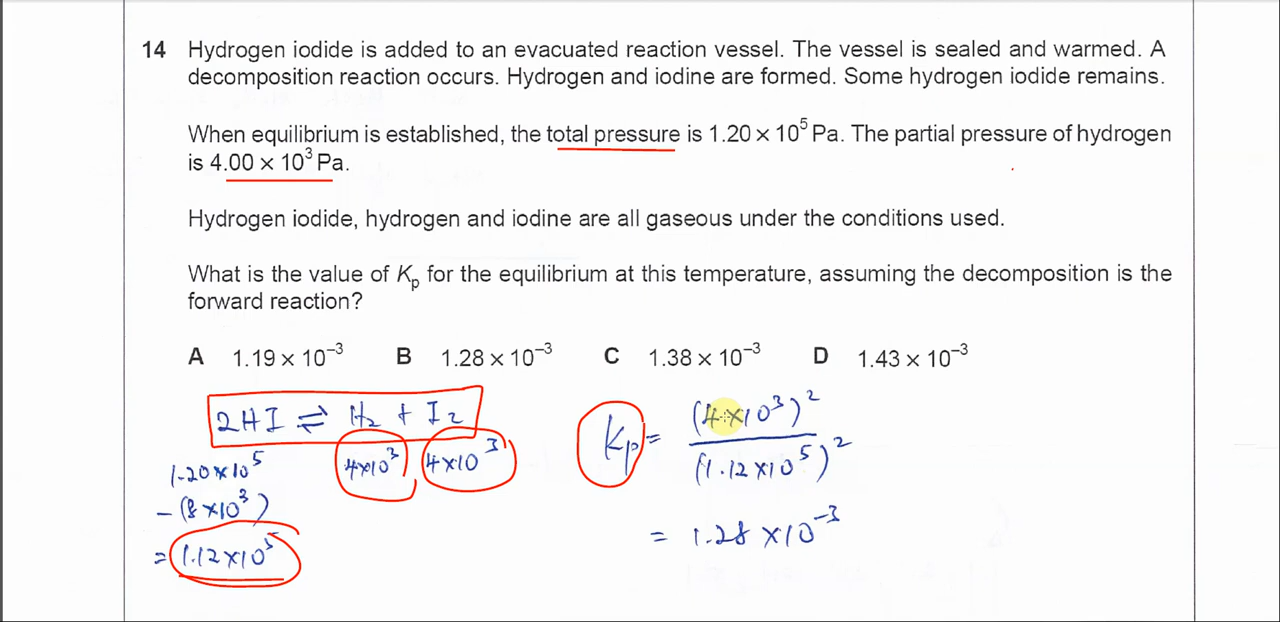 14 Hydrogen iodide is added to an evacuated reaction vessel. The vessel is sealed and warmed. A
decomposition reaction occurs. Hydrogen and iodine are formed. Some hydrogen iodide remains.
When equilibrium is established, the total pressure is 1.20 × 10⁵ Pa. The partial pressure of hydrogen
is 4.00 × 10³ Pa.
Hydrogen iodide, hydrogen and iodine are all gaseous under the conditions used.
What is the value of Kₚ for the equilibrium at this temperature, assuming the decomposition is the
forward reaction?
A 1.19 × 10⁻³ B 1.28 × 10⁻³ C 1.38 × 10⁻³ D 1.43 × 10⁻³
2HI ⇌ H₂ + I₂
1.20×10⁵ 4×10³ 4×10³
- (8×10³)
= 1.12×10⁵
Kp = (4×10³)²
(1.12×10⁵)²
= 1.28×10⁻³